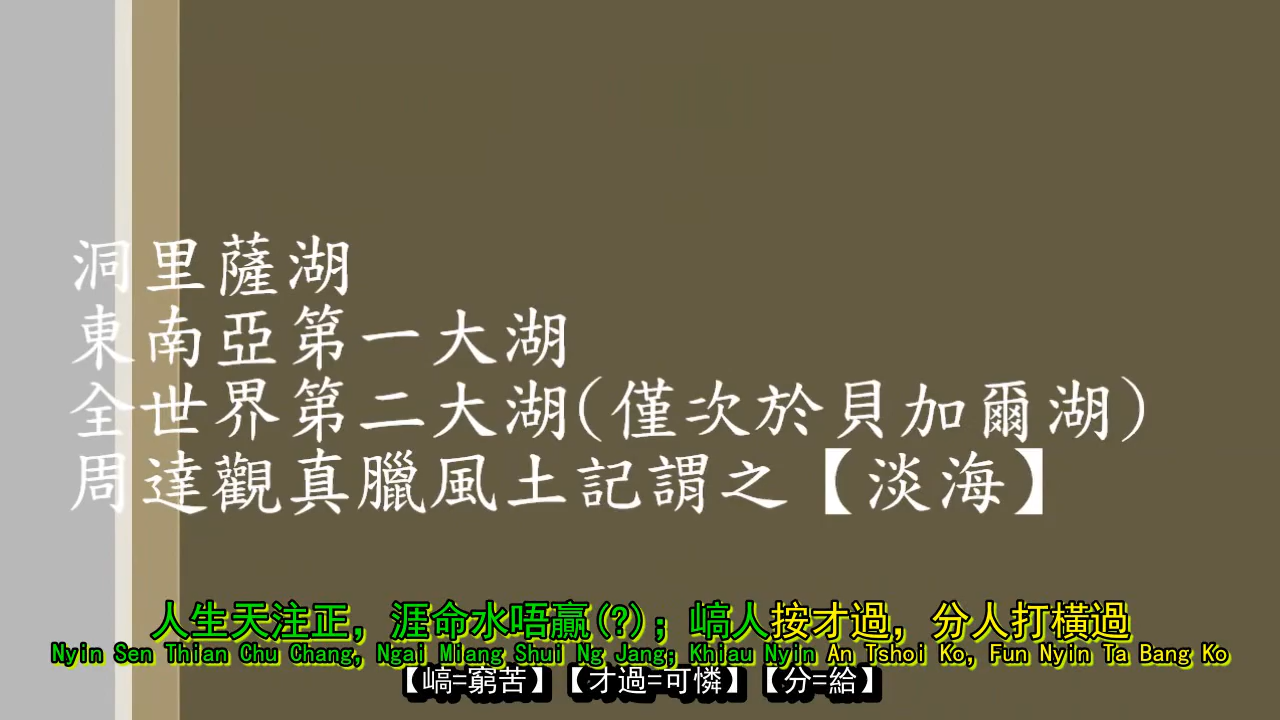 洞里薩湖
東南亞第一大湖
全世界第二大湖(僅次於貝加爾湖)
周達觀真臘風土記謂之【淡海】
人生天注正，涯命水唔贏(?)；嵪人按才過，分人打橫過
Nyin Sen Thian Chu Chang, Ngai Miang Shui Ng Jang; Khiau Nyin An Tshoi Ko, Fun Nyin Ta Bang Ko
【嵪=窮苦】【才過=可憐】【分=給】